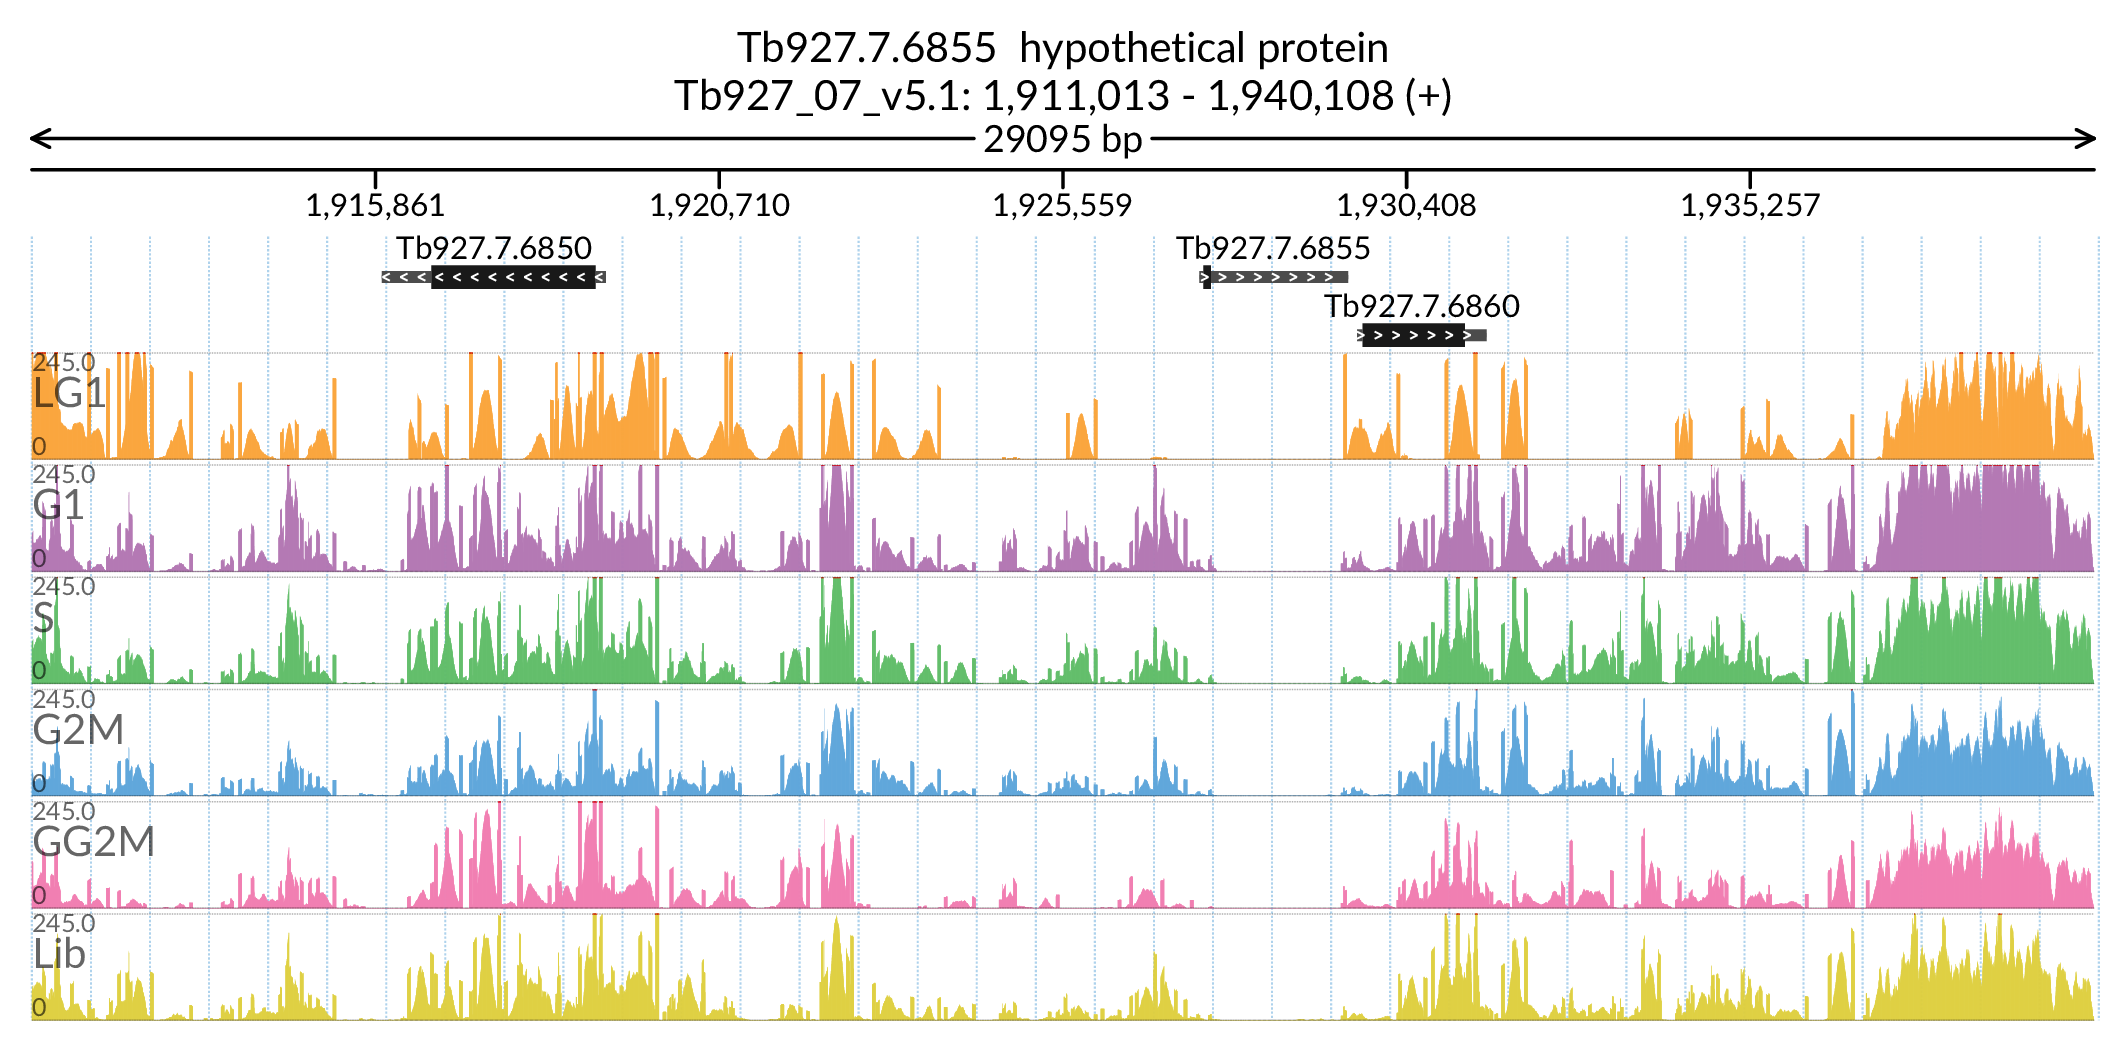 Tb927.7.6855 hypothetical protein
Tb927_07_v5.1: 1,911,013 - 1,940,108 (+)
29095 bp
1,915,861 1,920,710 1,925,559 1,930,408 1,935,257
Tb927.7.6850 Tb927.7.6855
Tb927.7.6860
245.0
LG1
0
245.0
G1
0
245.0
S
0
245.0
G2M
0
245.0
GG2M
0
245.0
Lib
0